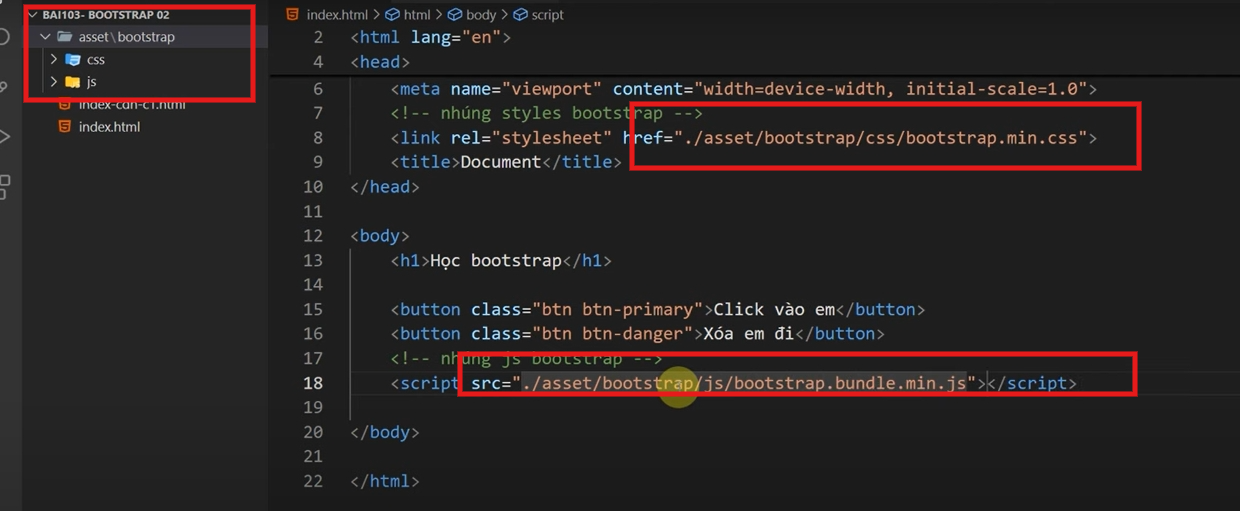 BAI103- BOOTSTRAP 02
asset\bootstrap
css
js
index-cdn-c1.html
index.html
index.html > html > body > script
2 <html lang="en">
4 <head>
6 <meta name="viewport" content="width=device-width, initial-scale=1.0">
7 <!-- nhúng styles bootstrap -->
8 <link rel="stylesheet" href="./asset/bootstrap/css/bootstrap.min.css">
9 <title>Document</title>
10 </head>
11
12 <body>
13 <h1>Học bootstrap</h1>
14
15 <button class="btn btn-primary">Click vào em</button>
16 <button class="btn btn-danger">Xóa em đi</button>
17 <!-- nhúng js bootstrap -->
18 <script src="./asset/bootstrap/js/bootstrap.bundle.min.js"></script>
19
20 </body>
21
22 </html>